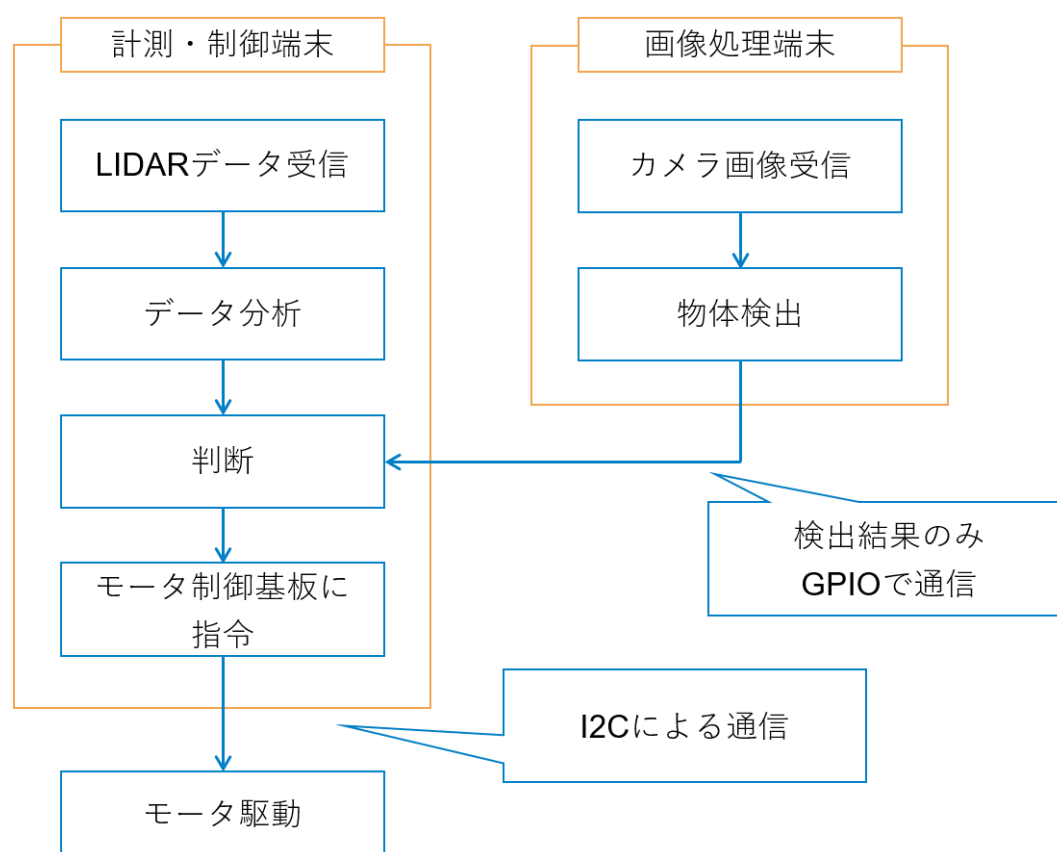 計測・制御端末
LIDARデータ受信
データ分析
判断
モータ制御基板に
指令
モータ駆動
画像処理端末
カメラ画像受信
物体検出
検出結果のみ
GPIOで通信
I2Cによる通信